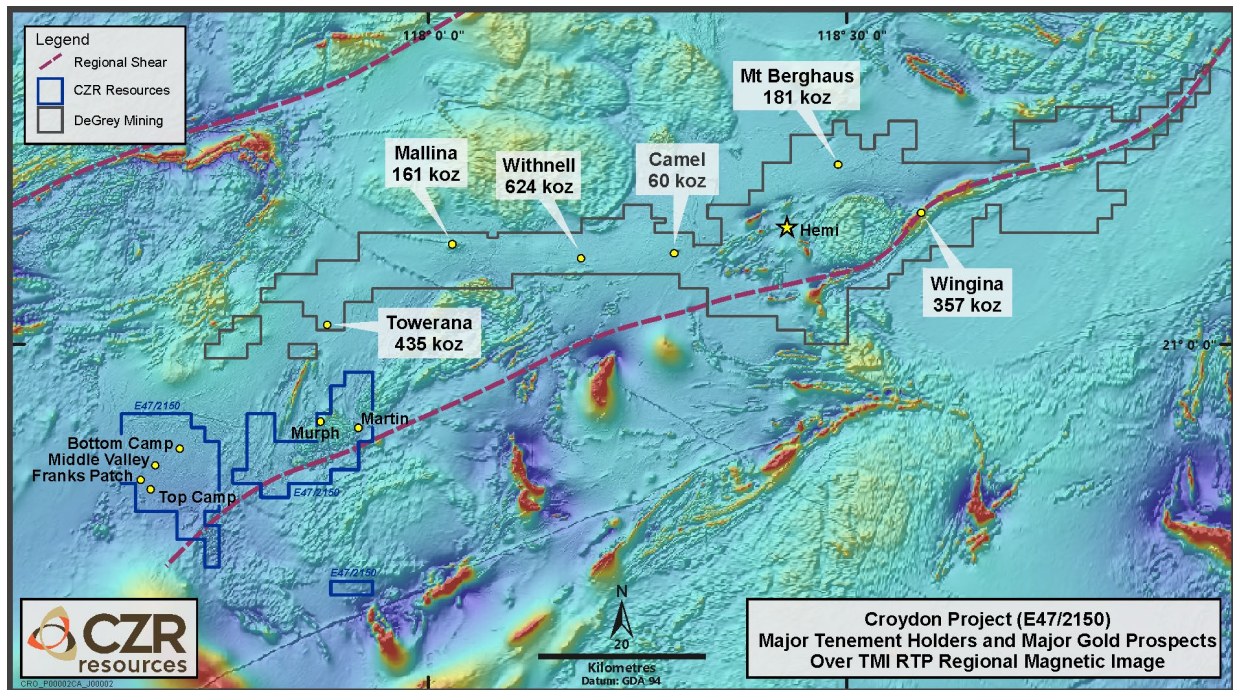 Legend
Regional Shear
CZR Resources
DeGrey Mining
118° 0' 0"
118° 30' 0"
Mt Berghaus
181 koz
Mallina
161 koz
Withnell
624 koz
Camel
60 koz
Hemi
Wingina
357 koz
Towerana
435 koz
21° 0' 0"
E47/2150
Bottom Camp
Middle Valley
Franks Patch
Top Camp
Murph
Martin
E47/2150
E47/2150
CZR
resources
CRO_P00002CA_J00002
N
20
Kilometres
Datum: GDA 94
Croydon Project (E47/2150)
Major Tenement Holders and Major Gold Prospects
Over TMI RTP Regional Magnetic Image